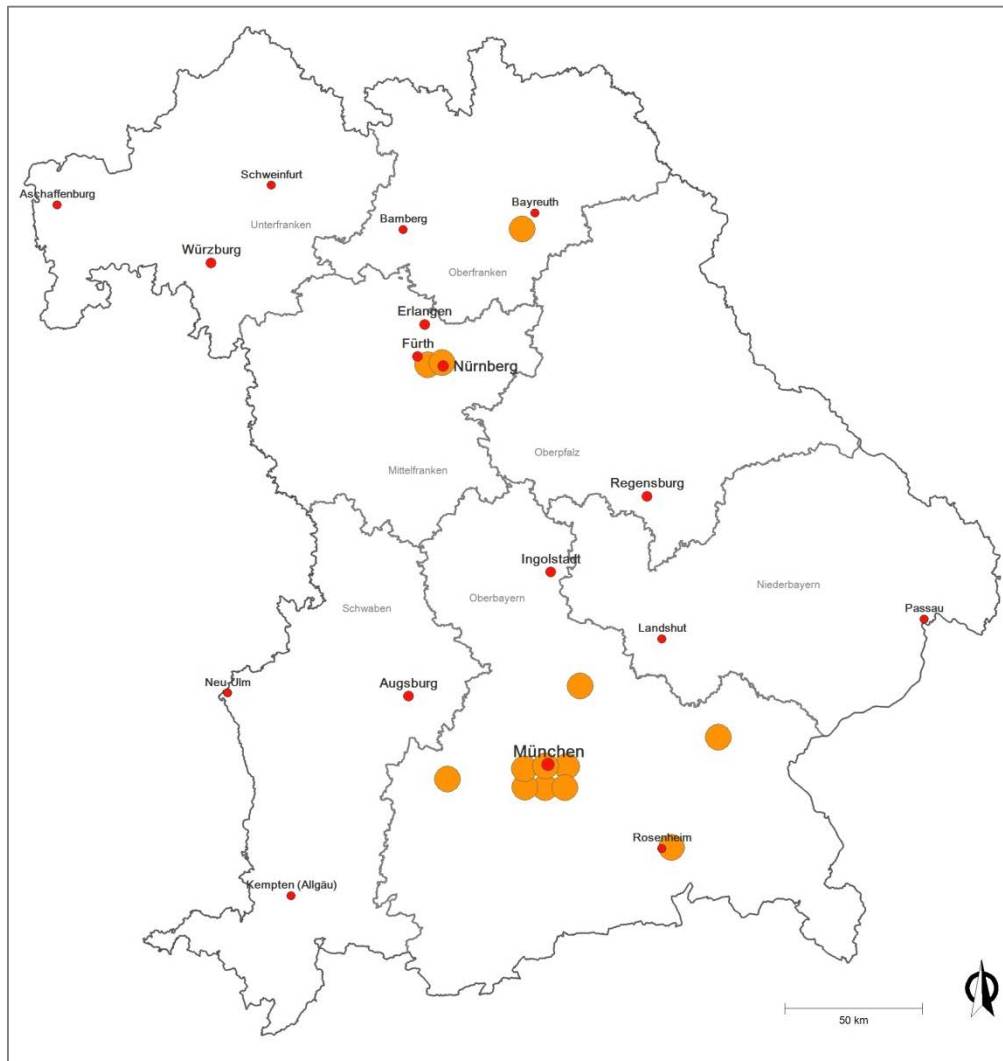 Schweinfurt
Aschaffenburg
Bayreuth
Bamberg
Unterfranken
Würzburg
Oberfranken
Erlangen
Fürth
Nürnberg
Oberpfalz
Mittelfranken
Regensburg
Ingolstadt
Niederbayern
Oberbayern
Schwaben
Passau
Landshut
Neu-Ulm
Augsburg
München
Rosenheim
Kempten (Allgäu)
50 km